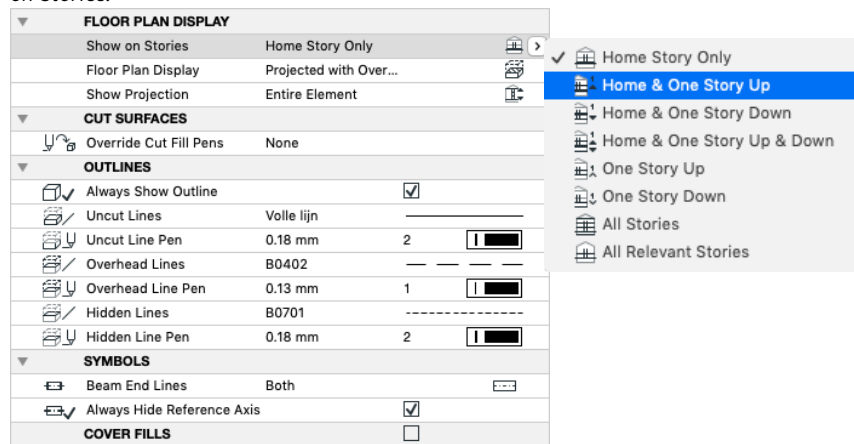 on Stories.
FLOOR PLAN DISPLAY
Show on Stories Home Story Only
Floor Plan Display Projected with Over...
Show Projection Entire Element
CUT SURFACES
Override Cut Fill Pens None
OUTLINES
Always Show Outline
Uncut Lines Volle lijn
Uncut Line Pen 0.18 mm 2
Overhead Lines B0402
Overhead Line Pen 0.13 mm 1
Hidden Lines B0701
Hidden Line Pen 0.18 mm 2
SYMBOLS
Beam End Lines Both
Always Hide Reference Axis
COVER FILLS
Home Story Only
Home & One Story Up
Home & One Story Down
Home & One Story Up & Down
One Story Up
One Story Down
All Stories
All Relevant Stories